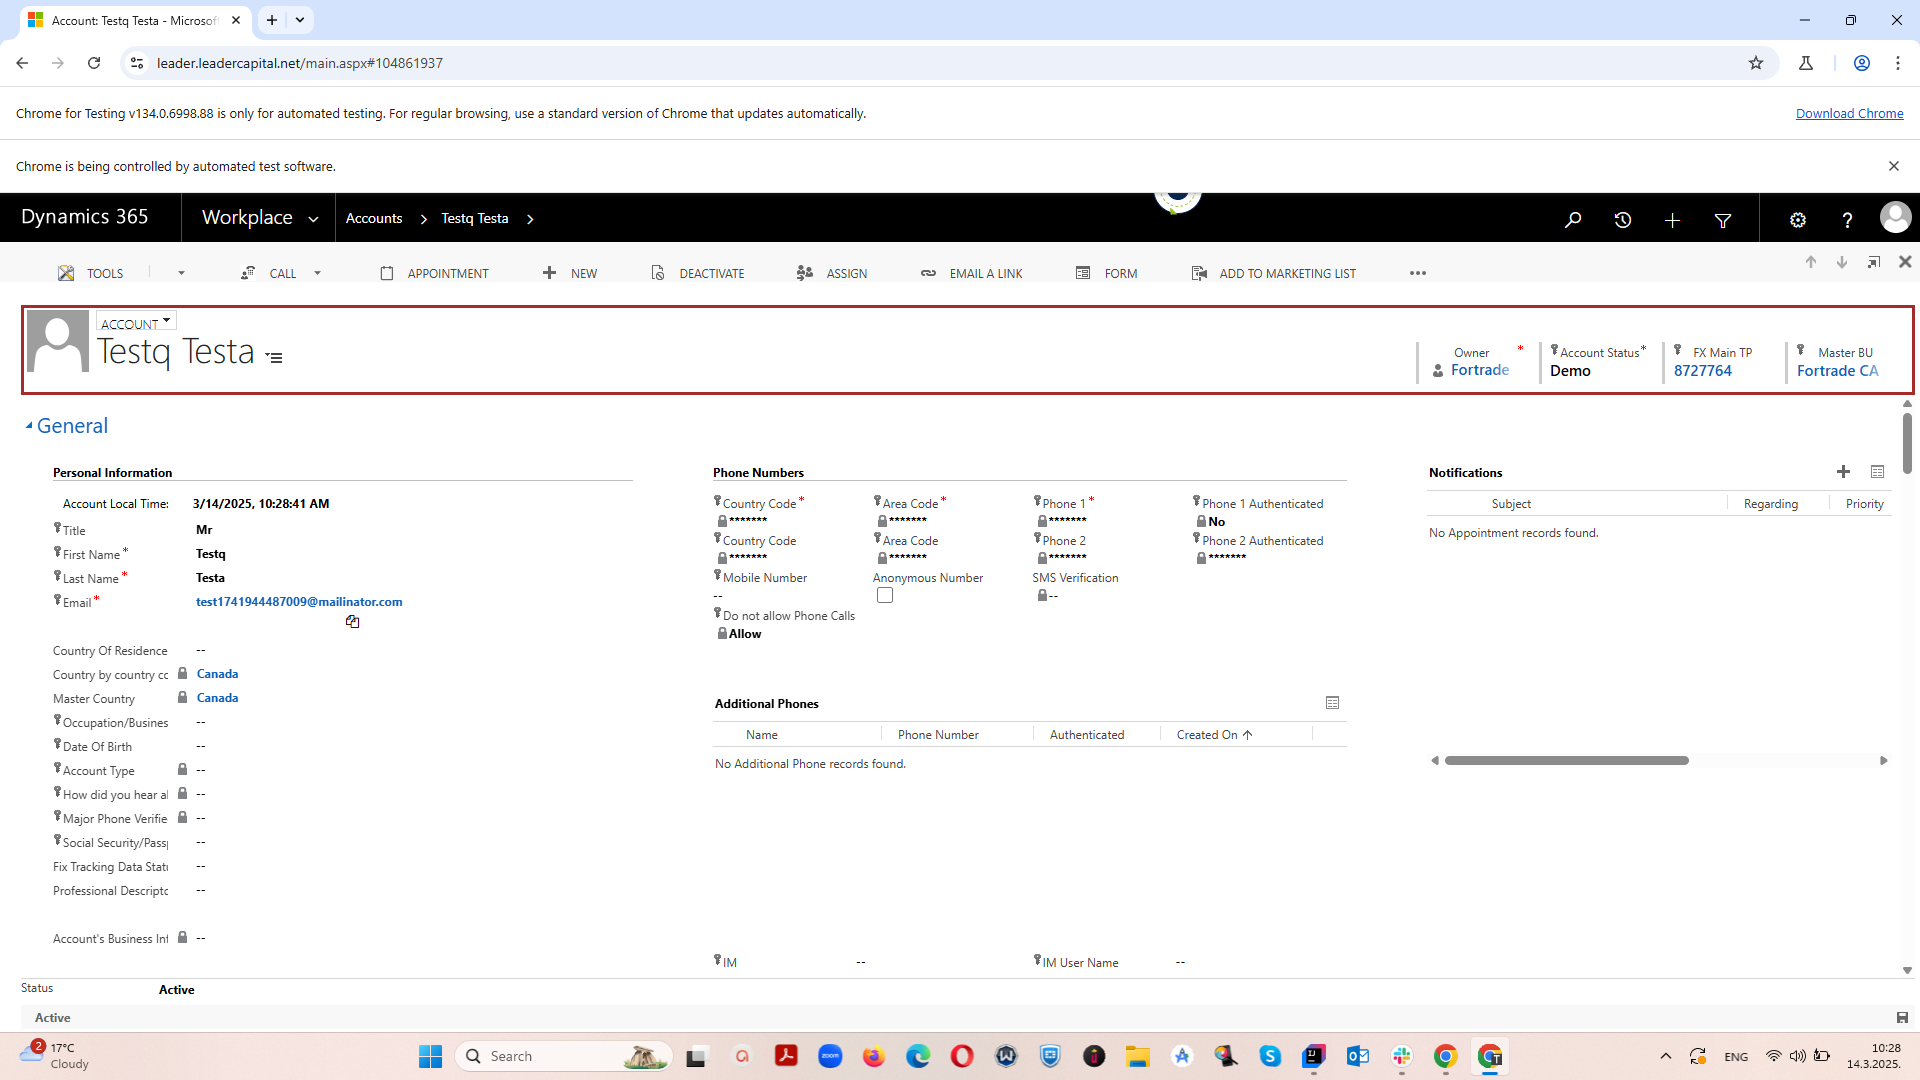 Account: Testq Testa - Microsof
leader.leadercapital.net/main.aspx#104861937
Chrome for Testing v134.0.6998.88 is only for automated testing. For regular browsing, use a standard version of Chrome that updates automatically.
Download Chrome
Chrome is being controlled by automated test software.
Dynamics 365
Workplace
Accounts
Testq Testa
TOOLS
CALL
APPOINTMENT
NEW
DEACTIVATE
ASSIGN
EMAIL A LINK
FORM
ADD TO MARKETING LIST
ACCOUNT
Testq Testa
Owner *
Fortrade
Account Status *
Demo
FX Main TP
8727764
Master BU
Fortrade CA
General
Personal Information
Account Local Time: 3/14/2025, 10:28:41 AM
Title Mr
First Name * Testq
Last Name * Testa
Email * test1741944487009@mailinator.com
Country Of Residence --
Country by country cc Canada
Master Country Canada
Occupation/Busines --
Date Of Birth --
Account Type --
How did you hear al --
Major Phone Verifie --
Social Security/Passp --
Fix Tracking Data Statu --
Professional Descripto --
Account's Business Int --
Phone Numbers
Country Code * Area Code * Phone 1 * Phone 1 Authenticated
******* ******* ******* No
Country Code Area Code Phone 2 Phone 2 Authenticated
******* ******* ******* *******
Mobile Number Anonymous Number SMS Verification
-- --
Do not allow Phone Calls
Allow
Additional Phones
Name Phone Number Authenticated Created On
No Additional Phone records found.
IM -- IM User Name --
Notifications
Subject Regarding Priority
No Appointment records found.
Status Active
Active
2
17°C
Cloudy
Search
zoom
ENG
10:28
14.3.2025.